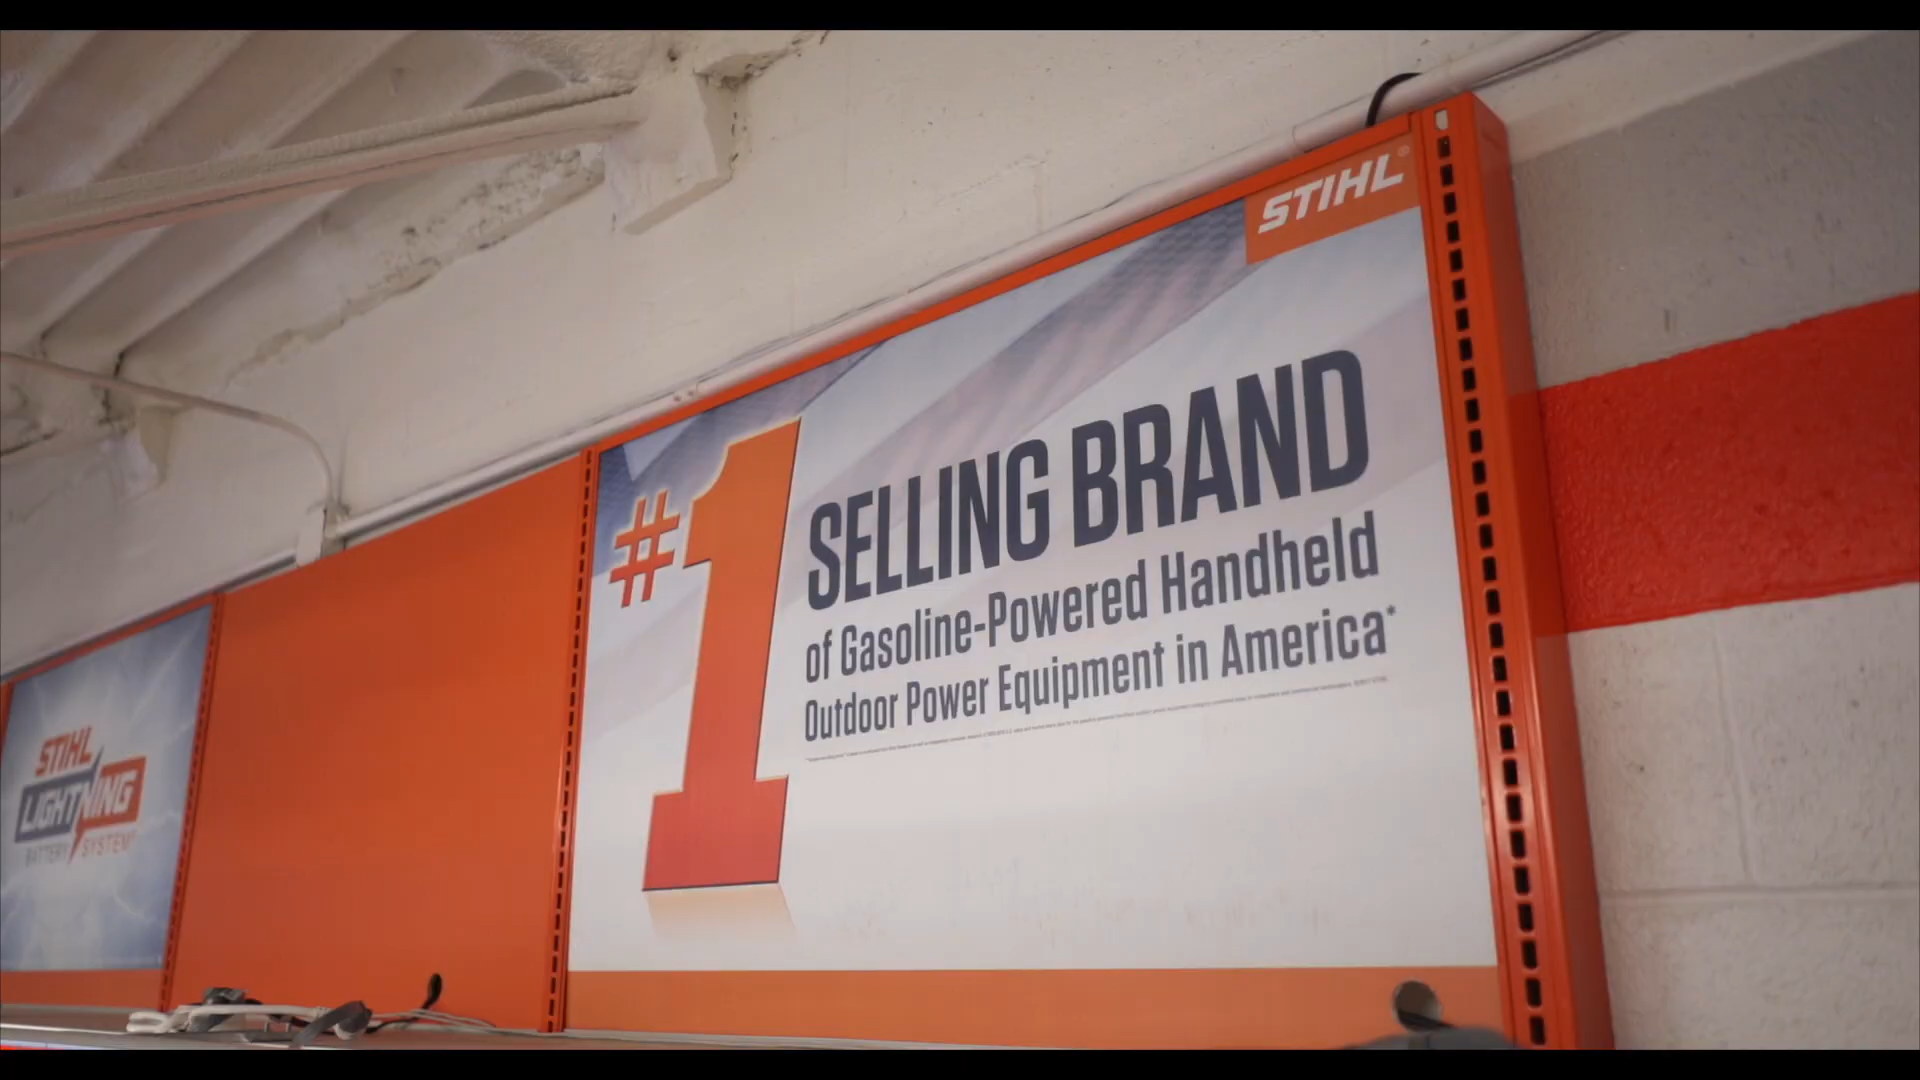 STIHL®
#1
SELLING BRAND
of Gasoline-Powered Handheld
Outdoor Power Equipment in America*
STIHL
LIGHTNING
BATTERY SYSTEM